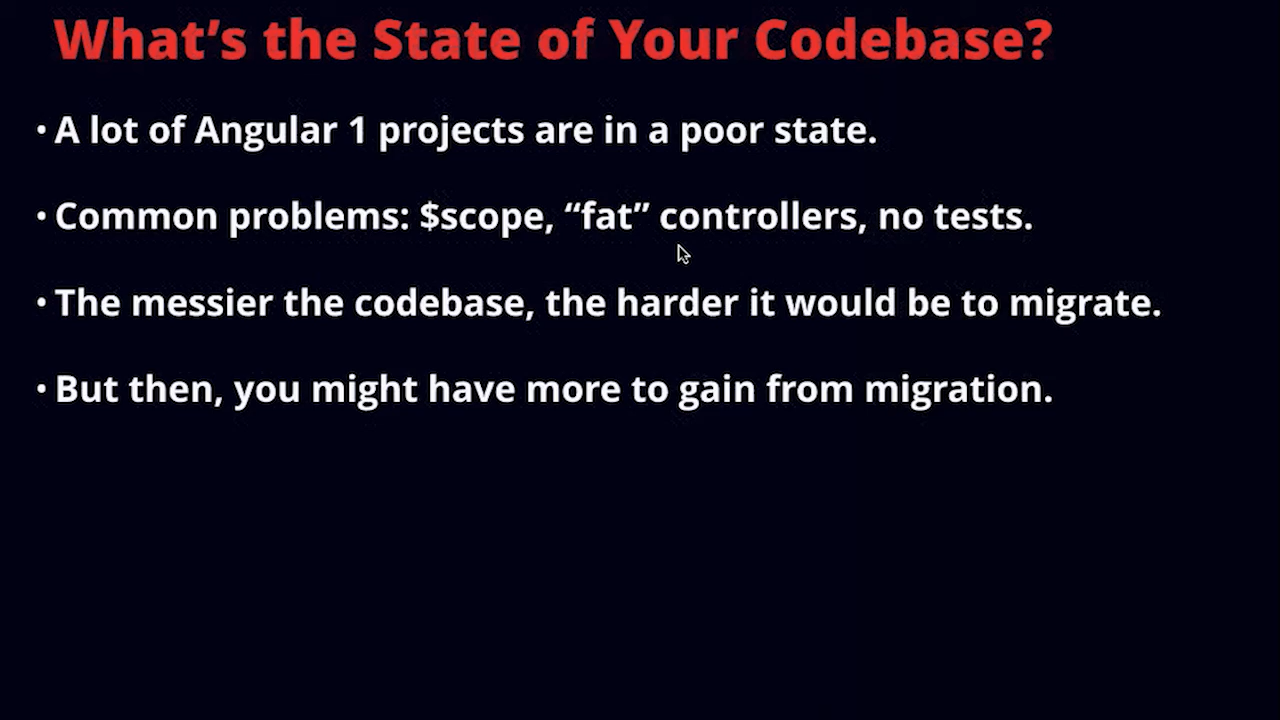 What’s the State of Your Codebase?
• A lot of Angular 1 projects are in a poor state.
• Common problems: $scope, “fat” controllers, no tests.
• The messier the codebase, the harder it would be to migrate.
• But then, you might have more to gain from migration.